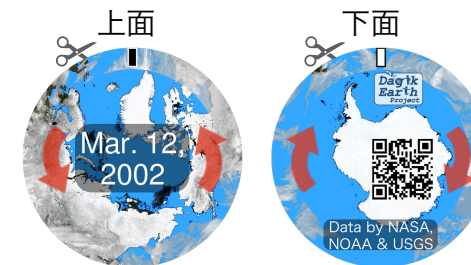 上面
下面
Mar. 12,
2002
Dagik
Earth
Project
Data by NASA,
NOAA & USGS